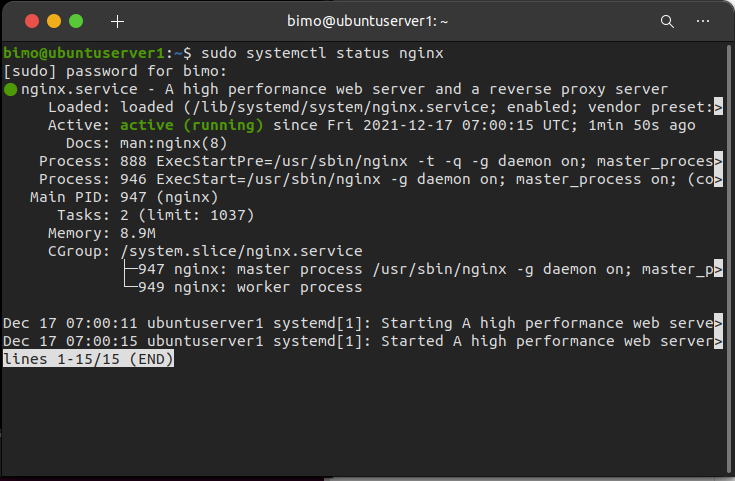 bimo@ubuntuserver1: ~
bimo@ubuntuserver1:~$ sudo systemctl status nginx
[sudo] password for bimo:
● nginx.service - A high performance web server and a reverse proxy server
     Loaded: loaded (/lib/systemd/system/nginx.service; enabled; vendor preset:>
     Active: active (running) since Fri 2021-12-17 07:00:15 UTC; 1min 50s ago
       Docs: man:nginx(8)
    Process: 888 ExecStartPre=/usr/sbin/nginx -t -q -g daemon on; master_proces>
    Process: 946 ExecStart=/usr/sbin/nginx -g daemon on; master_process on; (co>
   Main PID: 947 (nginx)
      Tasks: 2 (limit: 1037)
     Memory: 8.9M
     CGroup: /system.slice/nginx.service
             ├─947 nginx: master process /usr/sbin/nginx -g daemon on; master_p>
             └─949 nginx: worker process
Dec 17 07:00:11 ubuntuserver1 systemd[1]: Starting A high performance web serve>
Dec 17 07:00:15 ubuntuserver1 systemd[1]: Started A high performance web server>
lines 1-15/15 (END)